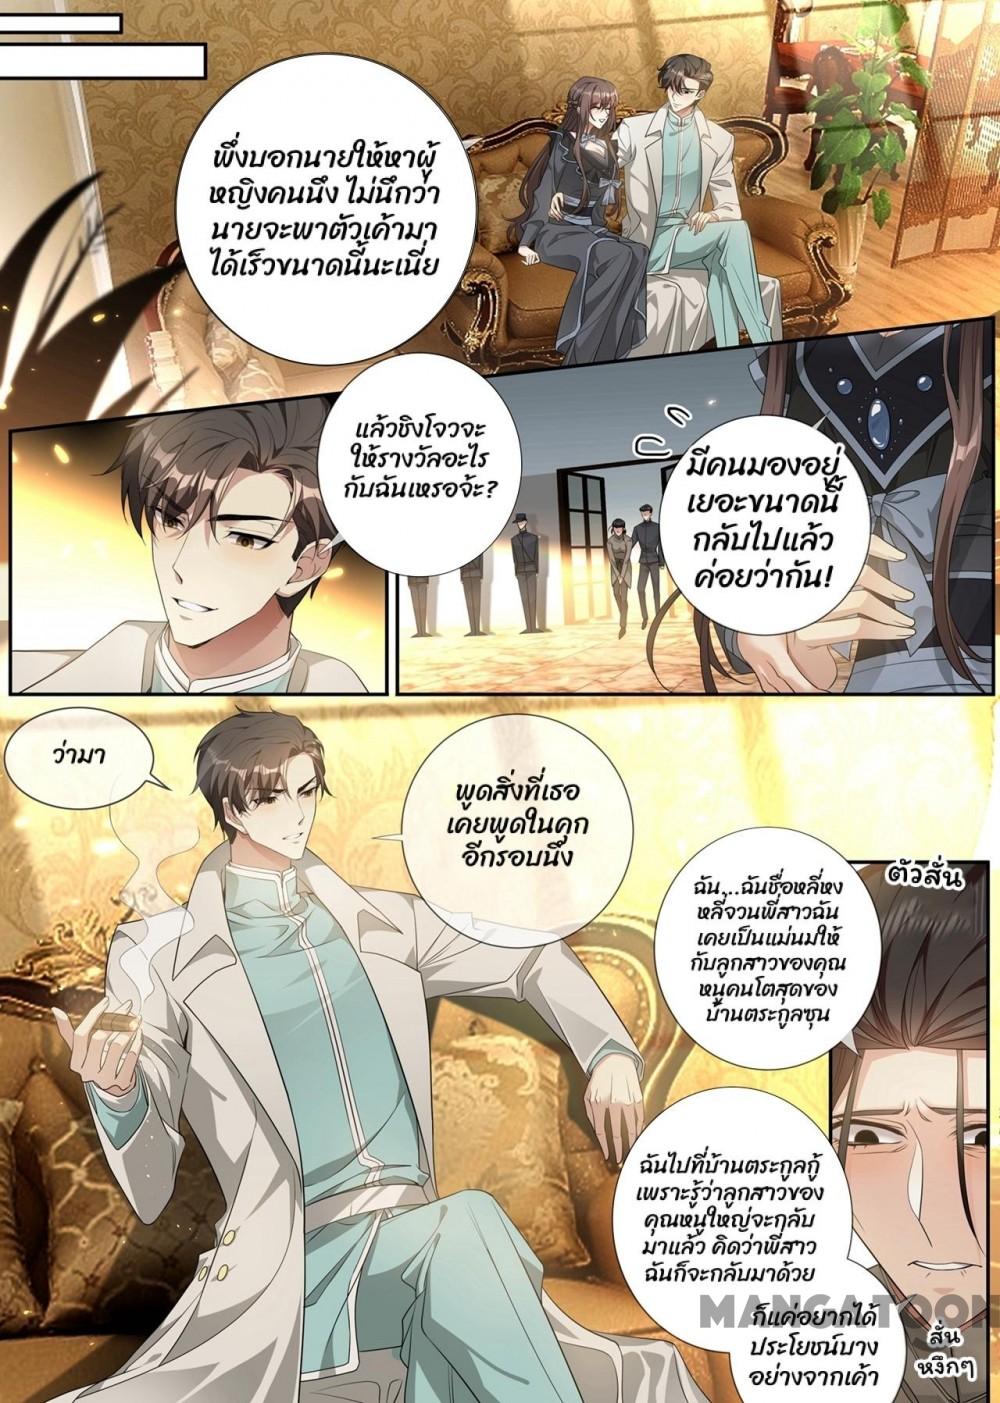 พึ่งบอกนายให้หาผู้
หญิงคนนึง ไม่นึกว่า
นายจะพาตัวเค้ามา
ได้เร็วขนาดนี้นะเนี่ย
แล้วชิงโจวจะ
ให้รางวัลอะไร
กับฉันเหรอจ้ะ?
มีคนมองอยู่
เยอะขนาดนี้
กลับไปแล้ว
ค่อยว่ากัน!
ว่ามา
พูดสิ่งที่เธอ
เคยพูดในคุก
อีกรอบนึง
ตัวสั่น
ฉัน...ฉันชื่อหลี่หง
หลี่จวนพี่สาวฉัน
เคยเป็นแม่นมให้
กับลูกสาวของคุณ
หนูคนโตสุดของ
บ้านตระกูลซุน
ฉันไปที่บ้านตระกูลกู้
เพราะรู้ว่าลูกสาวของ
คุณหนูใหญ่จะกลับ
มาแล้ว คิดว่าพี่สาว
ฉันก็จะกลับมาด้วย
ก็แค่อยากได้
ประโยชน์บาง
อย่างจากเค้า
สั่น
หงึกๆ
MANGATOON